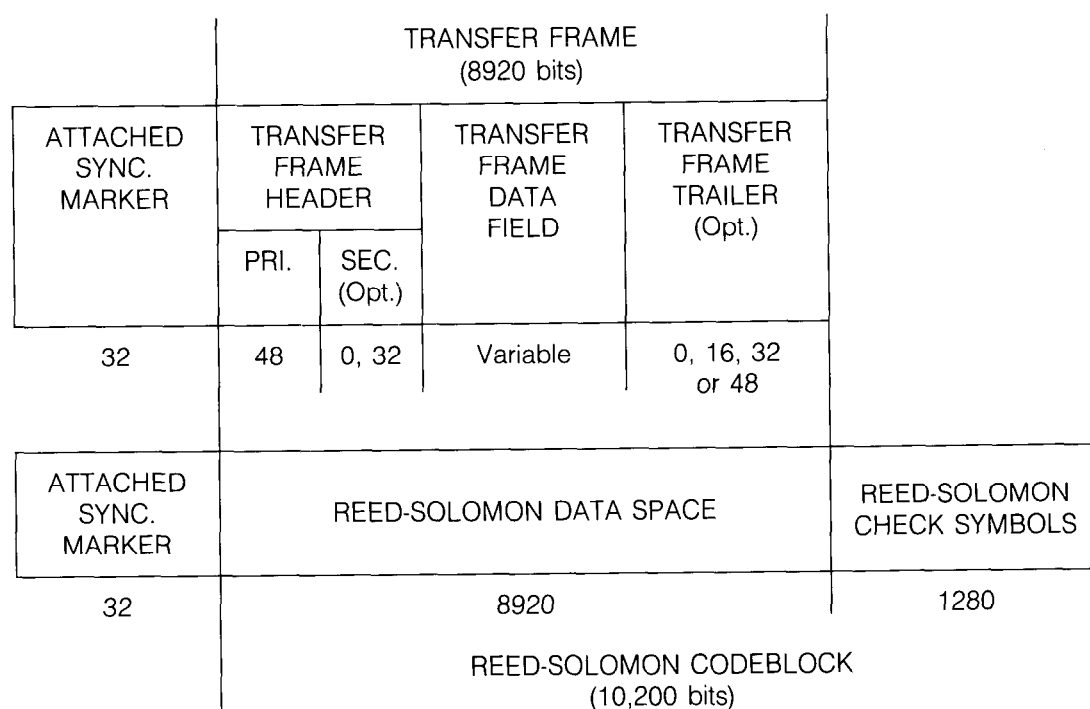 TRANSFER FRAME
(8920 bits)
ATTACHED
SYNC.
MARKER
TRANSFER
FRAME
HEADER
TRANSFER
FRAME
DATA
FIELD
TRANSFER
FRAME
TRAILER
(Opt.)
PRI.
SEC.
(Opt.)
32
48
0, 32
Variable
0, 16, 32
or 48
ATTACHED
SYNC.
MARKER
REED-SOLOMON DATA SPACE
REED-SOLOMON
CHECK SYMBOLS
32
8920
1280
REED-SOLOMON CODEBLOCK
(10,200 bits)